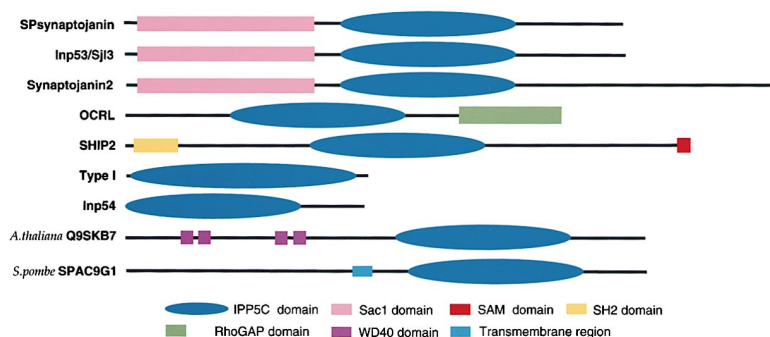 SPsynaptojanin
Inp53/Sjl3
Synaptojanin2
OCRL
SHIP2
Type I
Inp54
A.thaliana Q9SKB7
S.pombe SPAC9G1
IPP5C domain Sac1 domain SAM domain SH2 domain
RhoGAP domain WD40 domain Transmembrane region